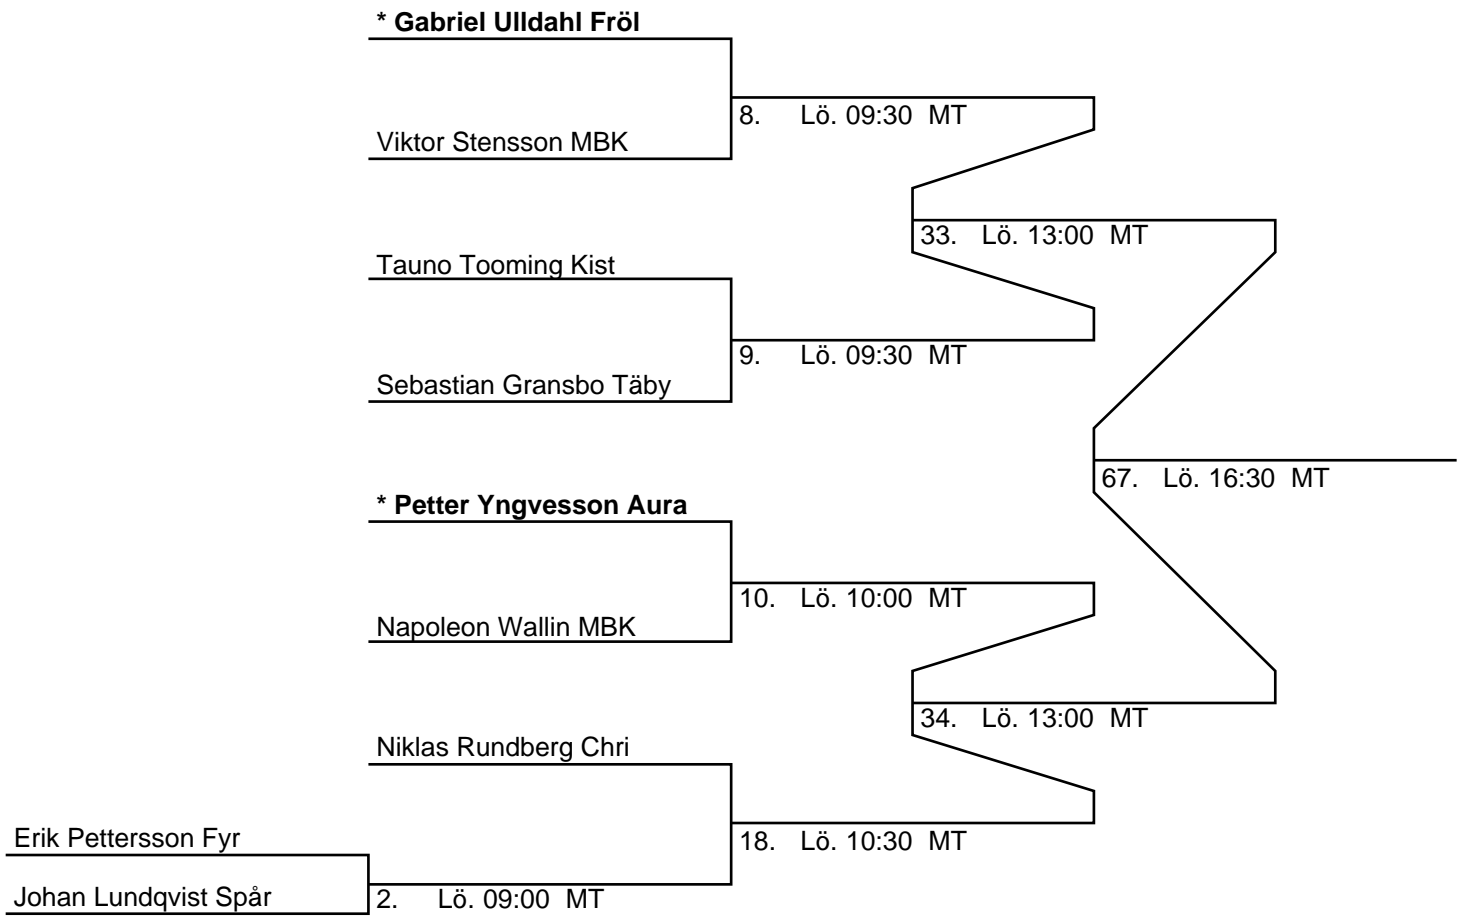 * Gabriel Ulldahl Fröl
8. Lö. 09:30 MT
Viktor Stensson MBK
33. Lö. 13:00 MT
Tauno Tooming Kist
9. Lö. 09:30 MT
Sebastian Gransbo Täby
67. Lö. 16:30 MT
* Petter Yngvesson Aura
10. Lö. 10:00 MT
Napoleon Wallin MBK
34. Lö. 13:00 MT
Niklas Rundberg Chri
Erik Pettersson Fyr
18. Lö. 10:30 MT
Johan Lundqvist Spår
2. Lö. 09:00 MT